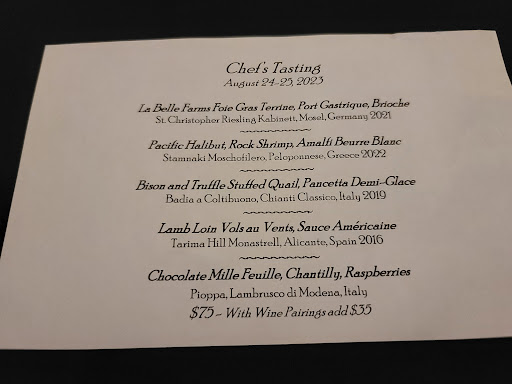 Chef's Tasting
August 24-25, 2023
La Belle Farms Foie Gras Terrine, Port Gastrique, Brioche
St. Christopher Riesling Kabinett, Mosel, Germany 2021
Pacific Halibut, Rock Shrimp, Amalfi Beurre Blanc
Stamnaki Moschofilero, Peloponnese, Greece 2022
Bison and Truffle Stuffed Quail, Pancetta Demi-Glace
Badia a Coltibuono, Chianti Classico, Italy 2019
Lamb Loin Vols au Vents, Sauce Américaine
Tarima Hill Monastrell, Alicante, Spain 2016
Chocolate Mille Feuille, Chantilly, Raspberries
Pioppa, Lambrusco di Modena, Italy
$75 - With Wine Pairings add $35